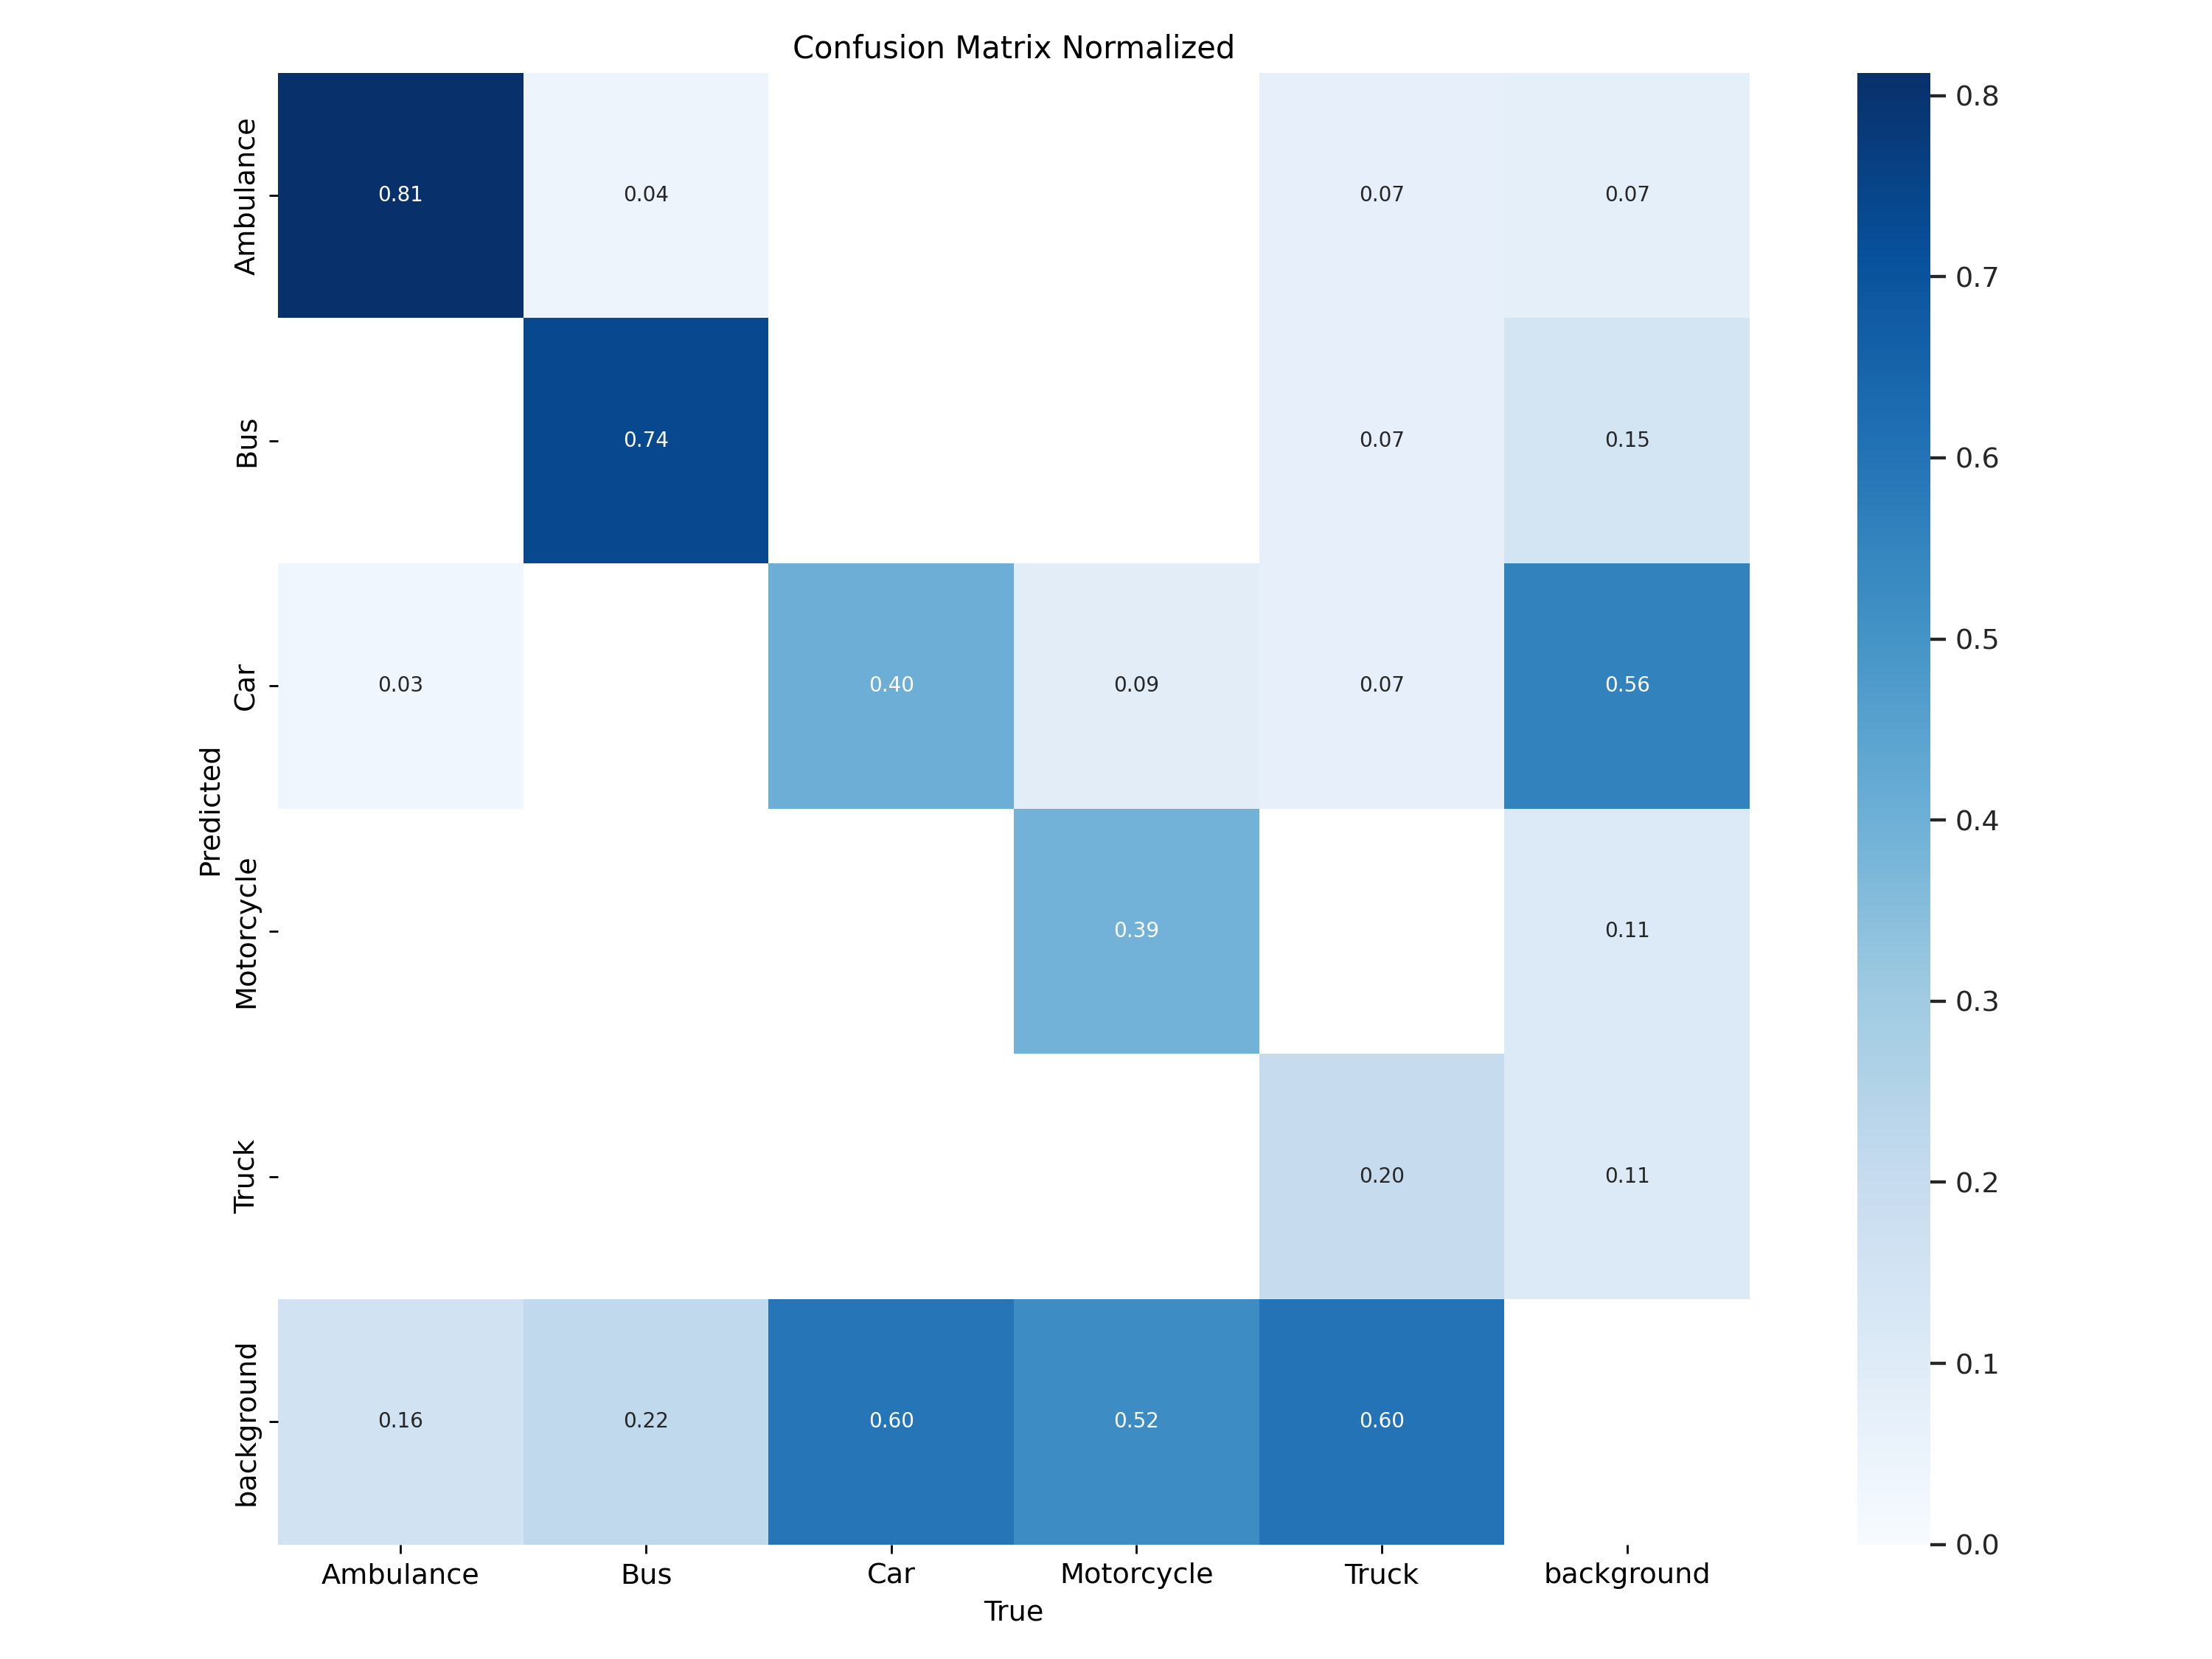 Confusion Matrix Normalized
Ambulance
0.81
0.04
0.07
0.07
Bus
0.74
0.07
0.15
Car
0.03
0.40
0.09
0.07
0.56
Motorcycle
0.39
0.11
Truck
0.20
0.11
background
0.16
0.22
0.60
0.52
0.60
Predicted
Ambulance
Bus
Car
Motorcycle
Truck
background
True
0.8
0.7
0.6
0.5
0.4
0.3
0.2
0.1
0.0